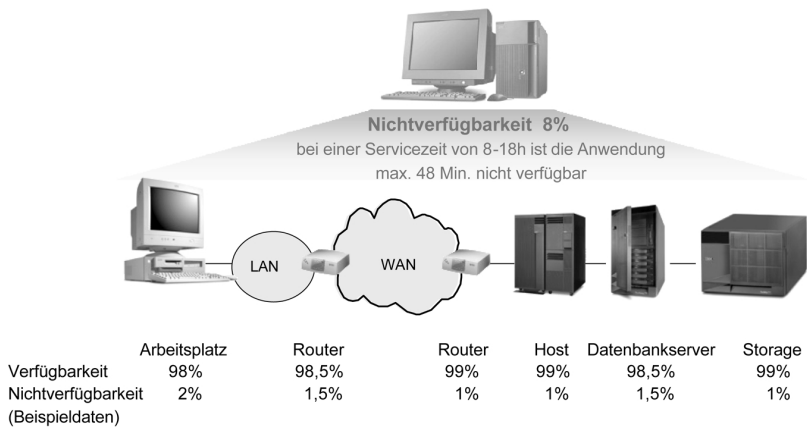 Nichtverfügbarkeit 8%
bei einer Servicezeit von 8-18h ist die Anwendung
max. 48 Min. nicht verfügbar
LAN
WAN
Arbeitsplatz Router Router Host Datenbankserver Storage
Verfügbarkeit 98% 98,5% 99% 99% 98,5% 99%
Nichtverfügbarkeit 2% 1,5% 1% 1% 1,5% 1%
(Beispieldaten)